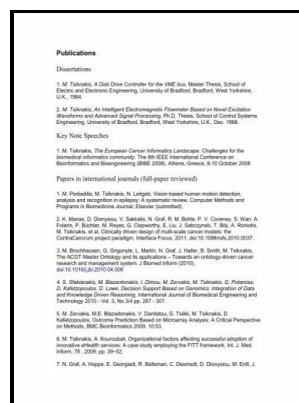 Publications
Dissertations
1. M. Tsiknakis, A Disk Drive Controller for the VME bus, Master Thesis, School of
Electric and Electronic Engineering, University of Bradford, Bradford, West Yorkshire,
U.K., 1984.
2. M. Tsiknakis, An Intelligent Electromagnetic Flowmeter Based on Novel Excitation
Waveforms and Advanced Signal Processing, Ph.D. Thesis, School of Control Systems
Engineering, University of Bradford, Bradford, West Yorkshire, U.K., Dec. 1988.
Key Note Speeches
1. M. Tsiknakis, The European Cancer Informatics Landscape: Challenges for the
biomedical informatics community: The 8th IEEE International Conference on
Bioinformatics and Bioengineering (BIBE 2008), Athens, Greece, 8-10 October 2008.
Papers in international journals (full-paper reviewed)
1. M. Pediaditis, M. Tsiknakis, N. Leitgeb, Vision-based human motion detection,
analysis and recognition in epilepsy: A systematic review, Computer Methods and
Programs in Biomedicine Journal, Elsevier (submitted).
2. K. Marias, D. Dionysiou, V. Sakkalis, N. Graf, R. M. Bohle, P. V. Coveney, S. Wan, A.
Folarin, P. Büchler, M. Reyes, G. Clapworthy, E. Liu, J. Sabczynski, T. Bily, A. Roniotis,
M. Tsiknakis, et al, Clinically driven design of multi-scale cancer models: the
ContraCancrum project paradigm, Interface Focus, 2011, doi:10.1098/rsfs.2010.0037.
3. M. Brochhausen, G. Grigonyte, L. Martín, N. Graf, J. Haller, B. Smith, M. Tsiknakis,
The ACGT Master Ontology and its applications – Towards an ontology-driven cancer
research and management system. J Biomed Inform (2010),
doi:10.1016/j.jbi.2010.04.008
4. S. Sfakianakis, M. Blazantonakis, I. Dimou, M. Zervakis, M. Tsiknakis, G. Potamias,
D. Kafetzopoulos, D. Lowe, Decision Support Based on Genomics: Integration of Data
and Knowledge Driven Reasoning, International Journal of Biomedical Engineering and
Technology 2010 - Vol. 3, No.3/4 pp. 287 - 307.
5. M. Zervakis, M.E. Blazadonakis, V. Danilatou, G. Tsiliki, M. Tsiknakis, D.
Kafetzopoulos, Outcome Prediction Based on Microarray Analysis: A Critical Perspective
on Methods, BMC Bioinformatics 2009, 10:53.
6. M. Tsiknakis, A. Kouroubali, Organizational factors affecting successful adoption of
innovative eHealth services: A case study employing the FITT framework, Int. J. Med.
Inform, 78, 2009, pp. 39–52.
7. N. Graf, A. Hoppe, E. Georgiadi, R. Belleman, C. Desmedt, D. Dionysiou, M. Erdt, J.